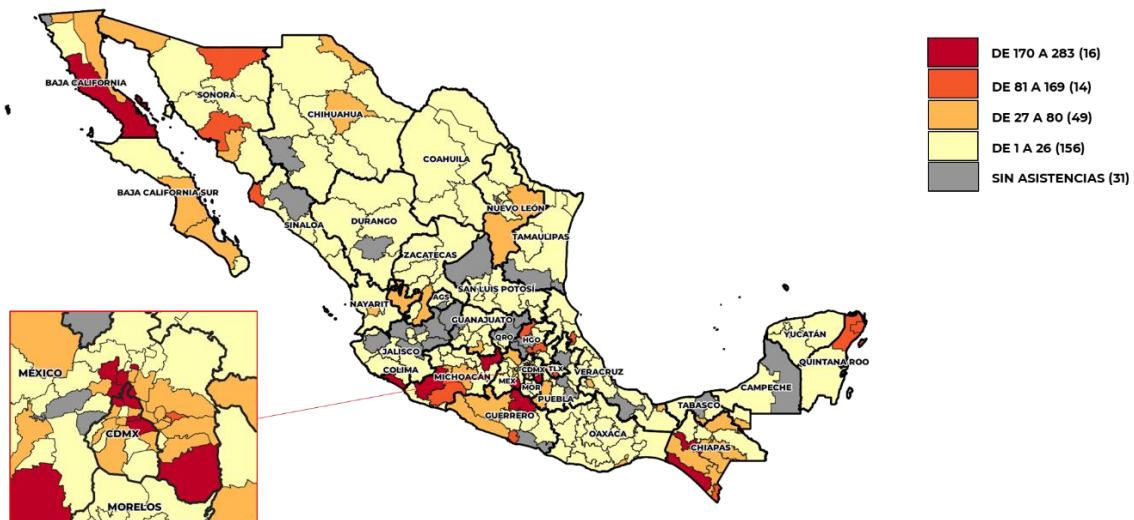 DE 170 A 283 (16)
DE 81 A 169 (14)
DE 27 A 80 (49)
DE 1 A 26 (156)
SIN ASISTENCIAS (31)
BAJA CALIFORNIA
SONORA
CHIHUAHUA
COAHUILA
BAJA CALIFORNIA SUR
NUEVO LEÓN
SINALOA
DURANGO
TAMAULIPAS
ZACATECAS
SAN LUIS POTOSÍ
NAYARIT
AGS
GUANAJUATO
QRO
HGO
YUCATÁN
JALISCO
QUINTANA ROO
COLIMA
MICHOACÁN
MEX
CDMX
TLX
VERACRUZ
MOR
PUEBLA
CAMPECHE
TABASCO
GUERRERO
OAXACA
CHIAPAS
MÉXICO
CDMX
MORELOS